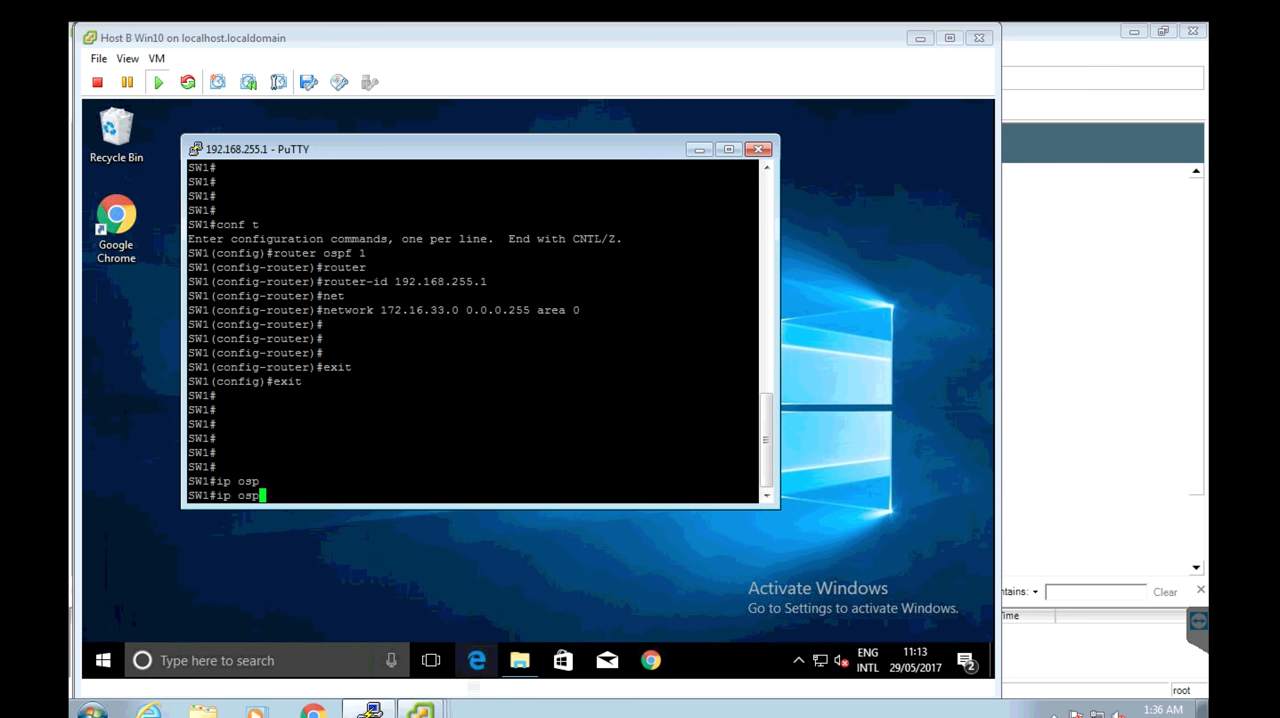 Host B Win10 on localhost.localdomain
File View VM
Recycle Bin
Google
Chrome
192.168.255.1 - PuTTY
SW1#
SW1#
SW1#
SW1#
SW1#conf t
Enter configuration commands, one per line.  End with CNTL/Z.
SW1(config)#router ospf 1
SW1(config-router)#router
SW1(config-router)#router-id 192.168.255.1
SW1(config-router)#net
SW1(config-router)#network 172.16.33.0 0.0.0.255 area 0
SW1(config-router)#
SW1(config-router)#
SW1(config-router)#
SW1(config-router)#exit
SW1(config)#exit
SW1#
SW1#
SW1#
SW1#
SW1#
SW1#
SW1#ip osp
SW1#ip osp
Activate Windows
Go to Settings to activate Windows.
ntains:
Clear
Time
Type here to search
ENG
INTL
11:13
29/05/2017
2
root
1:36 AM